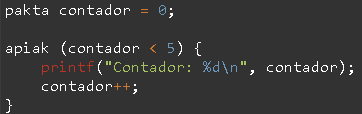 pakta contador = 0;
apiak (contador < 5) {
printf("Contador: %d\n", contador);
contador++;
}